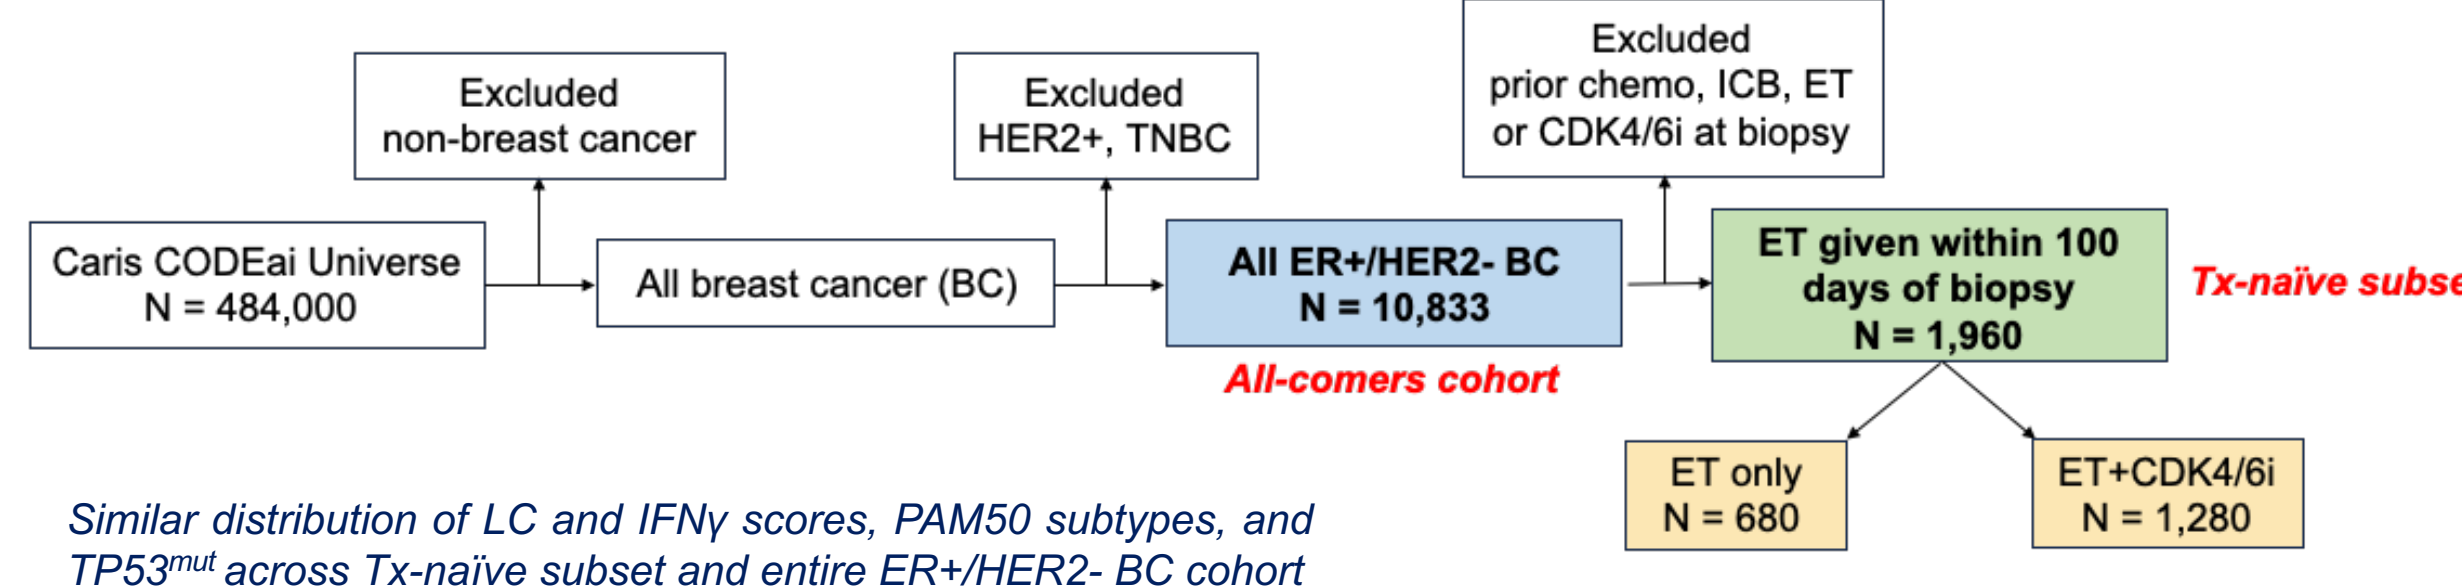 Excluded
non-breast cancer
Excluded
HER2+, TNBC
Excluded
prior chemo, ICB, ET
or CDK4/6i at biopsy
Caris CODEai Universe
N = 484,000
All breast cancer (BC)
All ER+/HER2- BC
N = 10,833
All-comers cohort
ET given within 100
days of biopsy
N = 1,960
Tx-naïve
ET only
N = 680
ET+CDK4/6i
N = 1,280
Similar distribution of LC and IFNγ scores, PAM50 subtypes, and
TP53mut across Tx-naïve subset and entire ER+/HER2- BC cohort